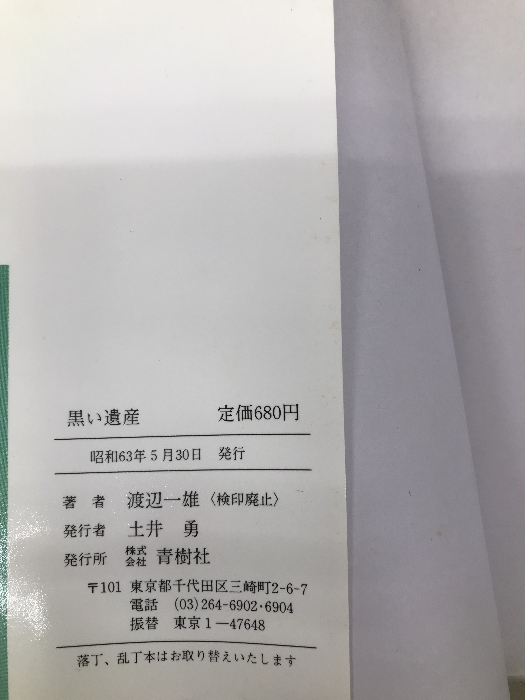 黒い遺産　定価680円
昭和63年5月30日　発行
著　者　渡辺一雄〈検印廃止〉
発行者　土井　勇
発行所　株式会社 青樹社
〒101 東京都千代田区三崎町2-6-7
電話　(03)264-6902・6904
振替　東京1―47648
落丁、乱丁本はお取り替えいたします